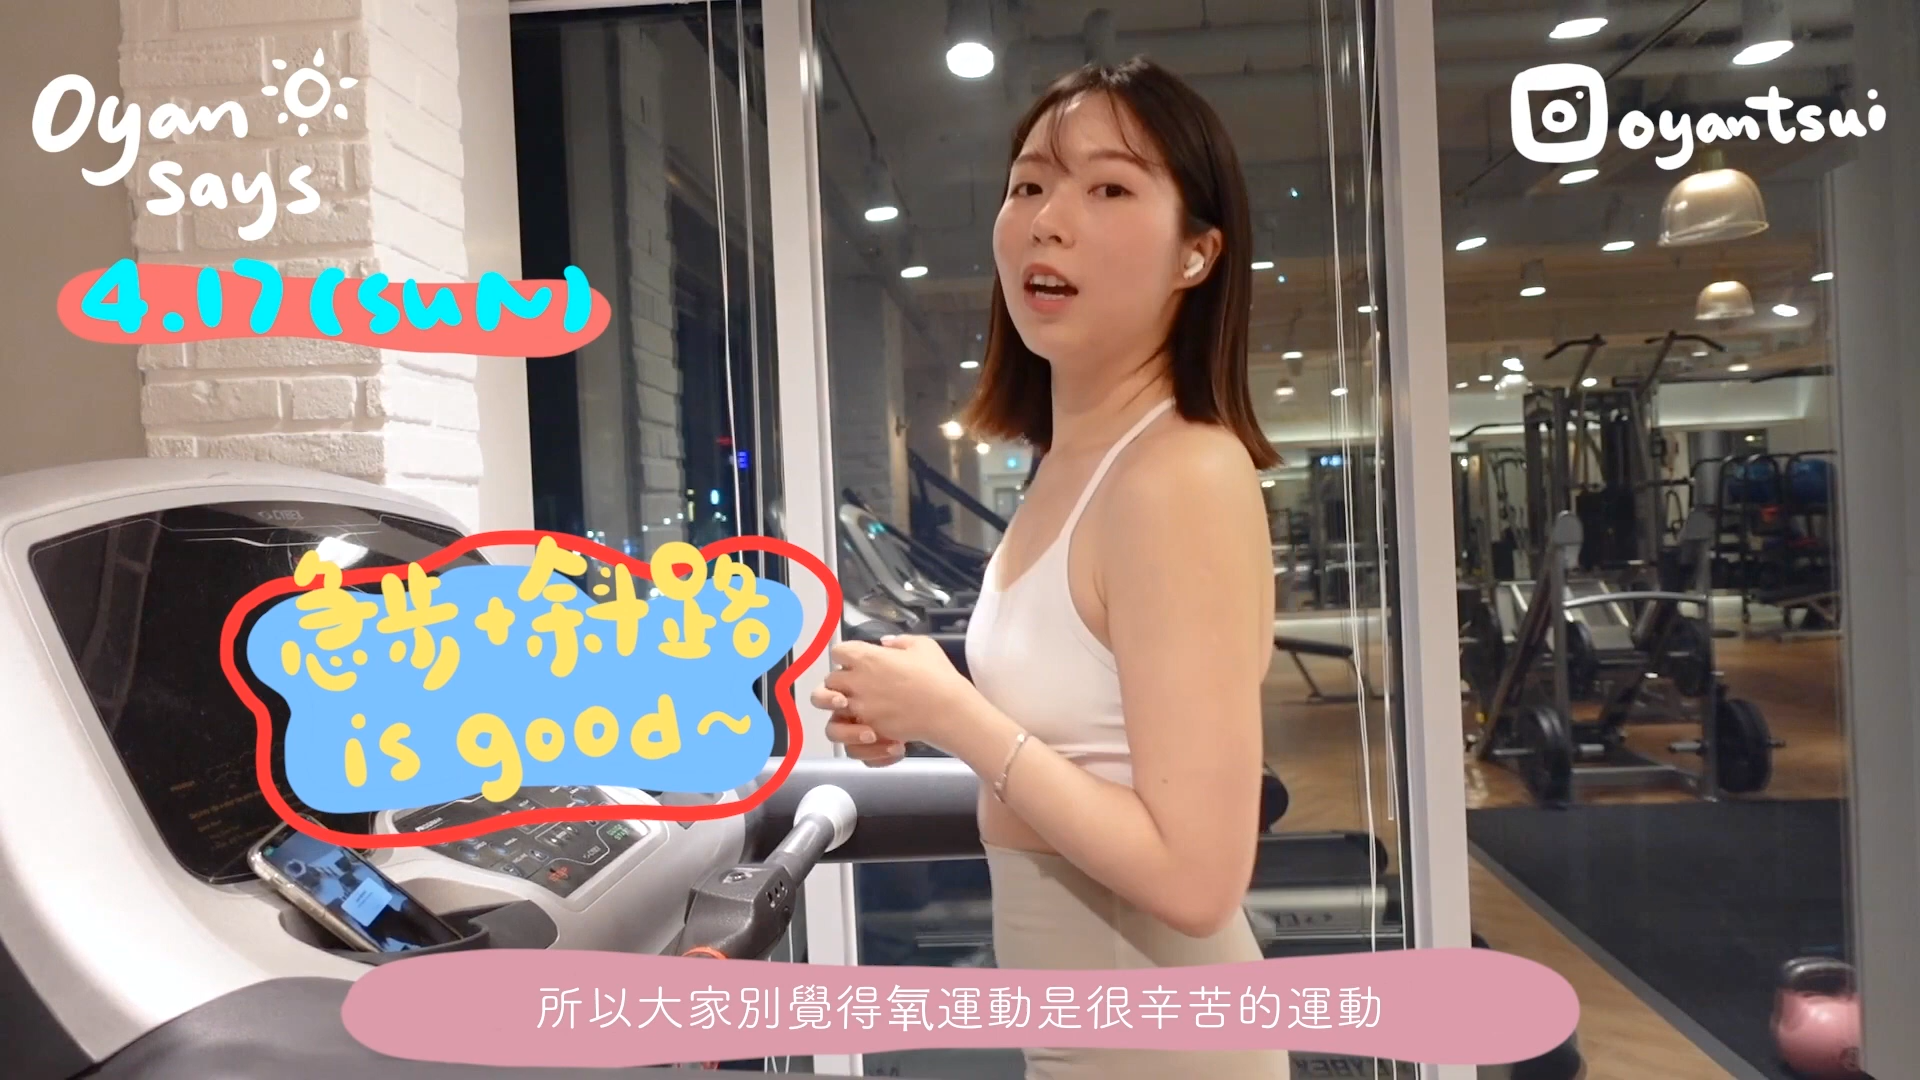 Oyan
says
oyantsui
4.17(SUN)
CYBEX
急步+斜路
is good~
所以大家別覺得氧運動是很辛苦的運動